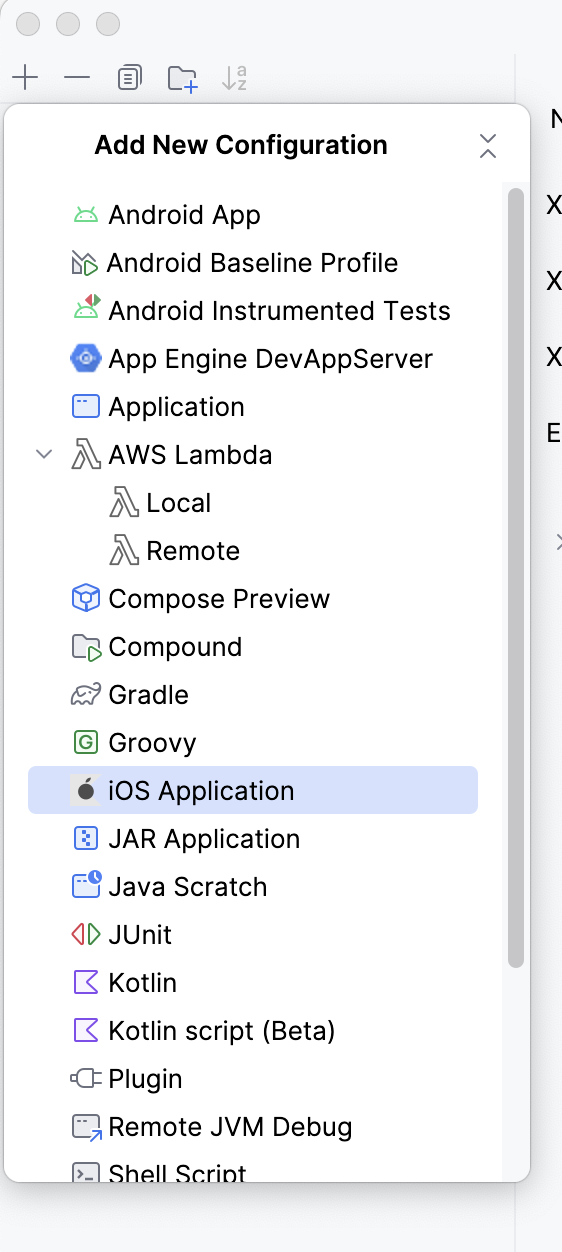 Add New Configuration
Android App
Android Baseline Profile
Android Instrumented Tests
App Engine DevAppServer
Application
AWS Lambda
Local
Remote
Compose Preview
Compound
Gradle
Groovy
iOS Application
JAR Application
Java Scratch
JUnit
Kotlin
Kotlin script (Beta)
Plugin
Remote JVM Debug
Shell Script